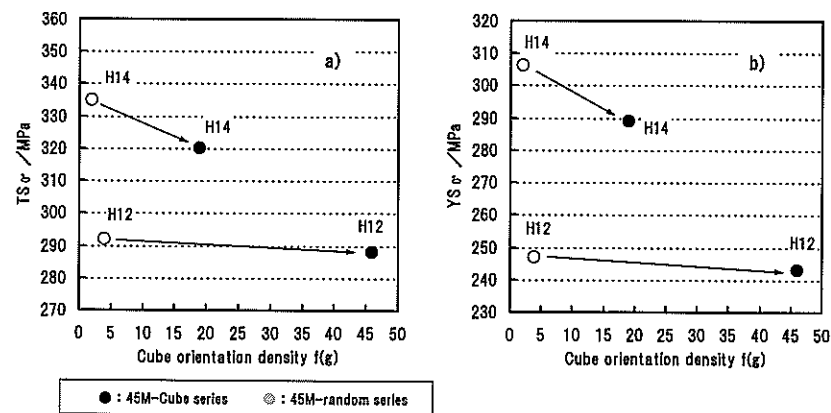 360
350
340
330
320
310
300
290
280
270
TS 0° /MPa
a)
H14
H14
H12
H12
0 5 10 15 20 25 30 35 40 45 50
Cube orientation density f(g)
320
310
300
290
280
270
260
250
240
230
YS 0° /MPa
b)
H14
H14
H12
H12
0 5 10 15 20 25 30 35 40 45 50
Cube orientation density f(g)
● : 45M-Cube series ◎ : 45M-random series